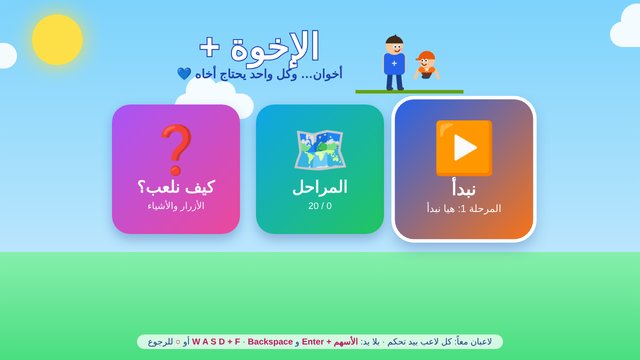 الإخوة +
أخوان... وكل واحد يحتاج أخاه 💙
+
نبدأ
المرحلة 1: هيا نبدأ
المراحل
0 / 20
كيف نلعب؟
الأزرار والأشياء
لاعبان معاً: كل لاعب بيد تحكم · بلا يد: الأسهم + Enter و W A S D + F · Backspace أو ○ للرجوع